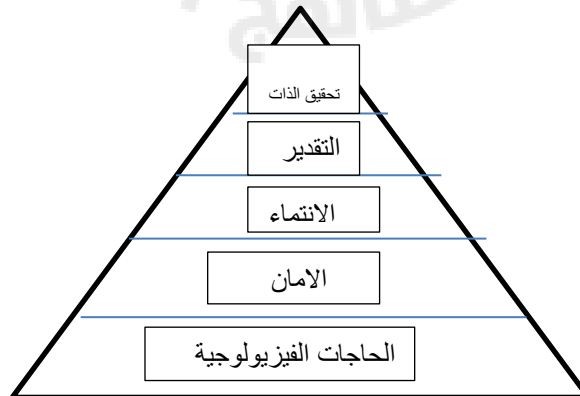 تحقيق الذات
التقدير
الانتماء
الامان
الحاجات الفيزيولوجية